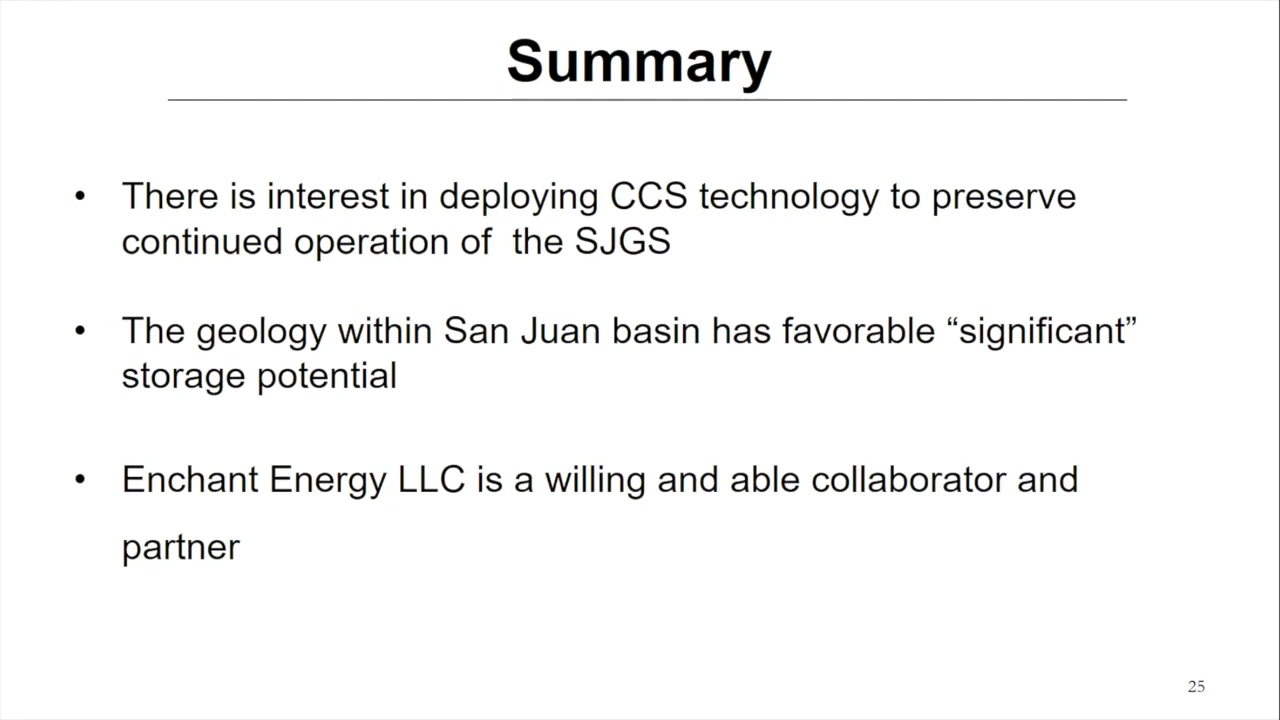 Summary
• There is interest in deploying CCS technology to preserve
continued operation of  the SJGS
• The geology within San Juan basin has favorable “significant”
storage potential
• Enchant Energy LLC is a willing and able collaborator and
partner
25